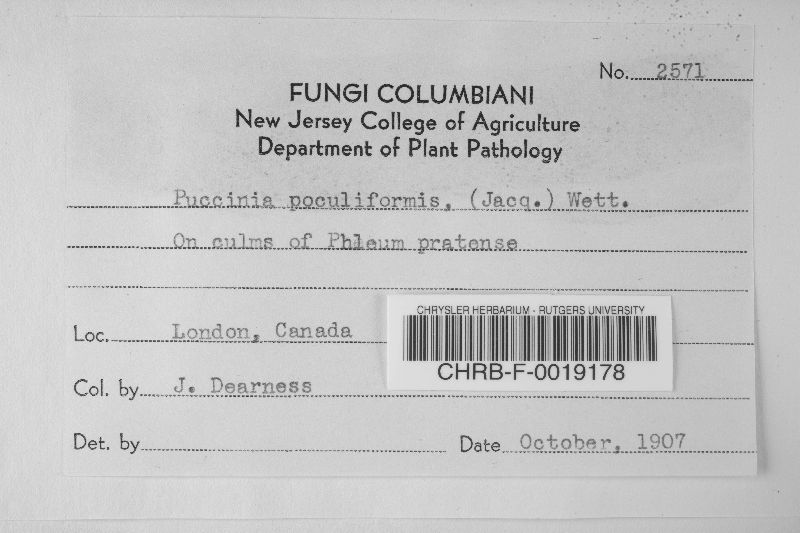 No. 2571
FUNGI COLUMBIANI
New Jersey College of Agriculture
Department of Plant Pathology
Puccinia poculiformis, (Jacq.) Wett.
On culms of Phleum pratense
Loc. London, Canada
CHRYSLER HERBARIUM - RUTGERS UNIVERSITY
CHRB-F-0019178
Col. by J. Dearness
Det. by
Date October, 1907